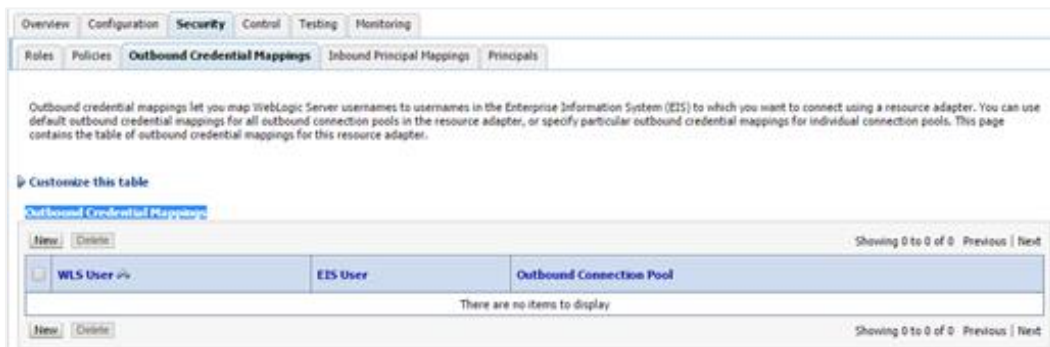 Overview Configuration Security Control Testing Monitoring
Roles Policies Outbound Credential Mappings Inbound Principal Mappings Principals
Outbound credential mappings let you map WebLogic Server usernames to usernames in the Enterprise Information System (EIS) to which you want to connect using a resource adapter. You can use
default outbound credential mappings for all outbound connection pools in the resource adapter, or specify particular outbound credential mappings for individual connection pools. This page
contains the table of outbound credential mappings for this resource adapter.
Customize this table
Outbound Credential Mappings
New Delete Showing 0 to 0 of 0 Previous | Next
WLS User EIS User Outbound Connection Pool
There are no items to display
New Delete Showing 0 to 0 of 0 Previous | Next